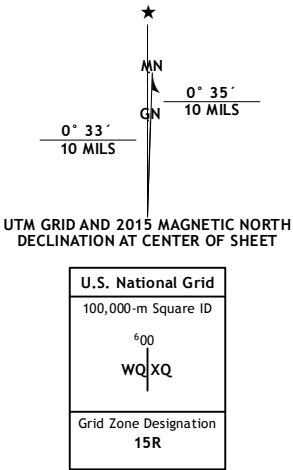 ★
MN
0° 35´
10 MILS
GN
0° 33´
10 MILS
UTM GRID AND 2015 MAGNETIC NORTH
DECLINATION AT CENTER OF SHEET
U.S. National Grid
100,000-m Square ID
⁶00
WQ XQ
Grid Zone Designation
15R